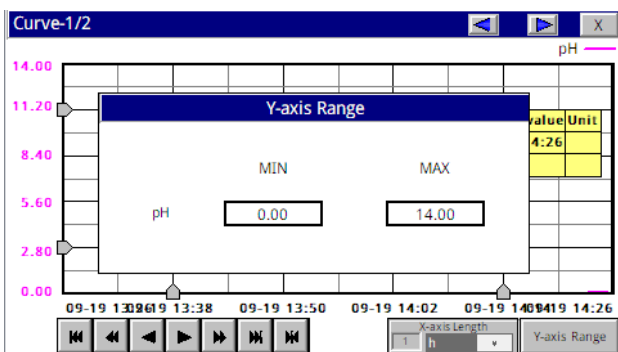 Curve-1/2 X
pH
14.00
Y-axis Range
11.20
value Unit
4:26
8.40
MIN MAX
5.60
pH 0.00 14.00
2.80
0.00
13:38 09-19 13:50 09-19 14:02 09-19 14:26
X-axis Length
1 h Y-axis Range